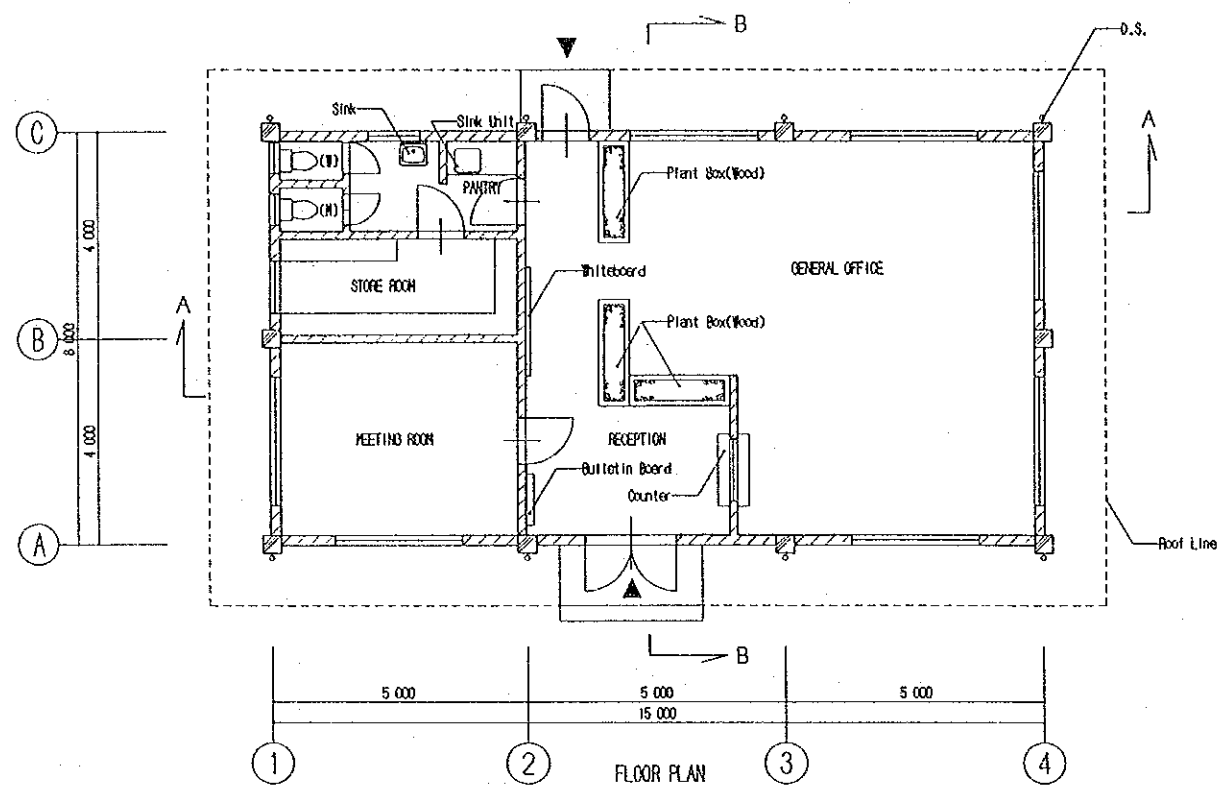 B
D.S.
Sink
Sink Unit
C
A
(W)
PANTRY
Plant Box(Wood)
(M)
4 000
Whiteboard
GENERAL OFFICE
STORE ROOM
A
B
8 000
Plant Box(Wood)
MEETING ROOM
RECEPTION
4 000
Bulletin Board
Counter
A
Roof Line
B
5 000
5 000
5 000
15 000
1
2
3
4
FLOOR PLAN